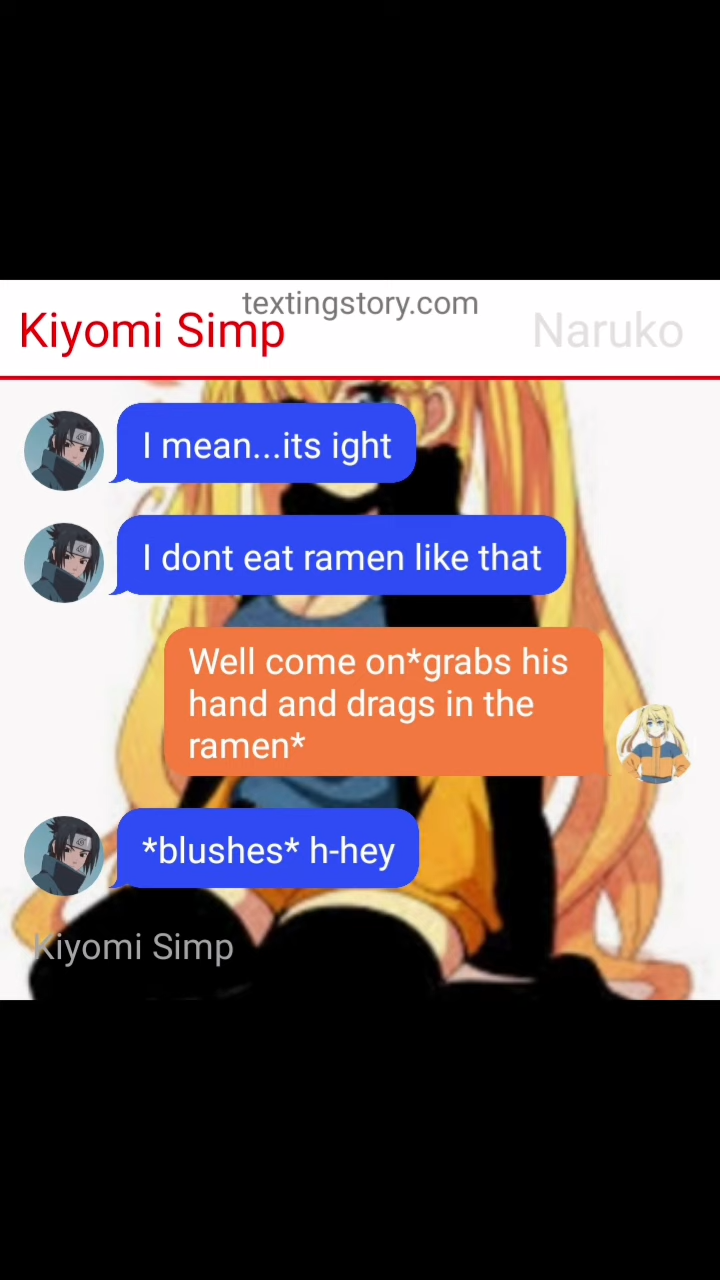 textingstory.com
Kiyomi Simp
Naruko
I mean...its ight
I dont eat ramen like that
Well come on*grabs his
hand and drags in the
ramen*
*blushes* h-hey
Kiyomi Simp